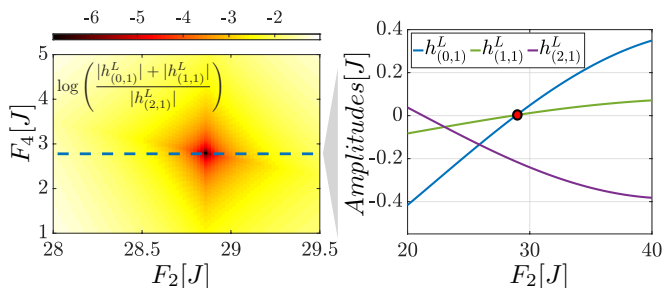 -6 -5 -4 -3 -2
log ( |h^L_(0,1)| + |h^L_(1,1)| / |h^L_(2,1)| )
F_4[J]
5
4
3
2
1
28 28.5 29 29.5
F_2[J]
h^L_(0,1) h^L_(1,1) h^L_(2,1)
Amplitudes[J]
0.4
0.2
0
-0.2
-0.4
20 30 40
F_2[J]